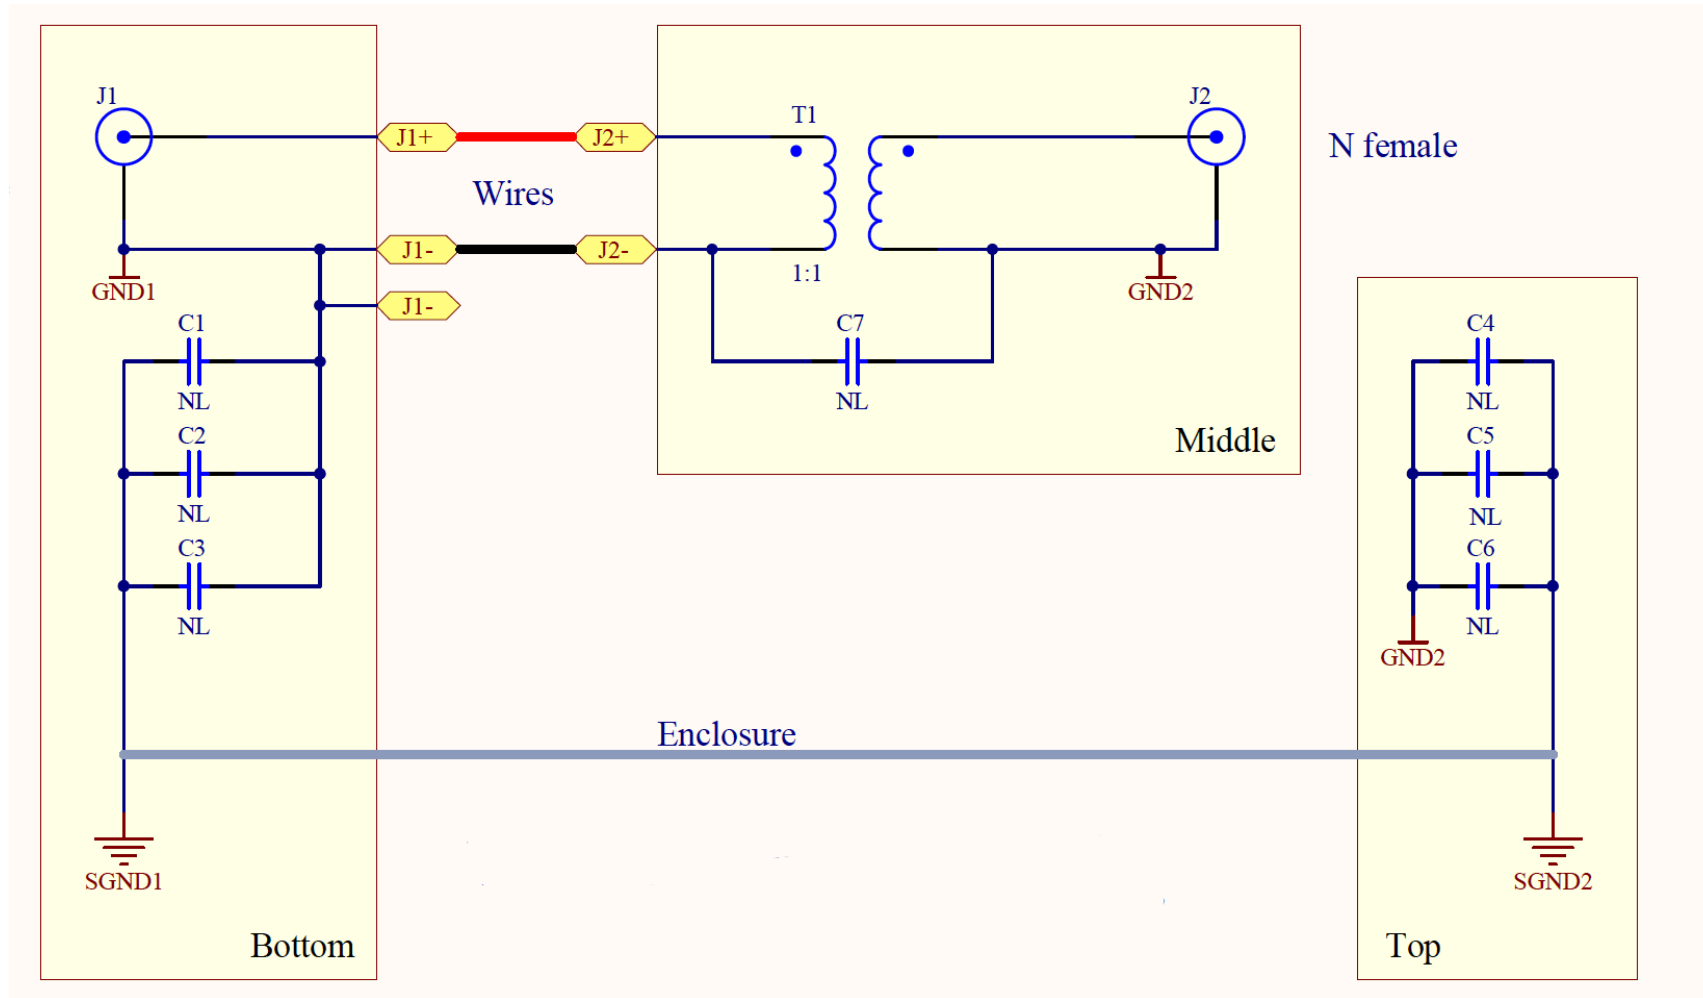 J1
J1+
J2+
T1
J2
N female
Wires
J1-
J2-
1:1
GND1
GND2
J1-
C1
NL
C2
NL
C3
NL
C7
NL
Middle
C4
NL
C5
NL
C6
NL
GND2
Enclosure
SGND1
SGND2
Bottom
Top